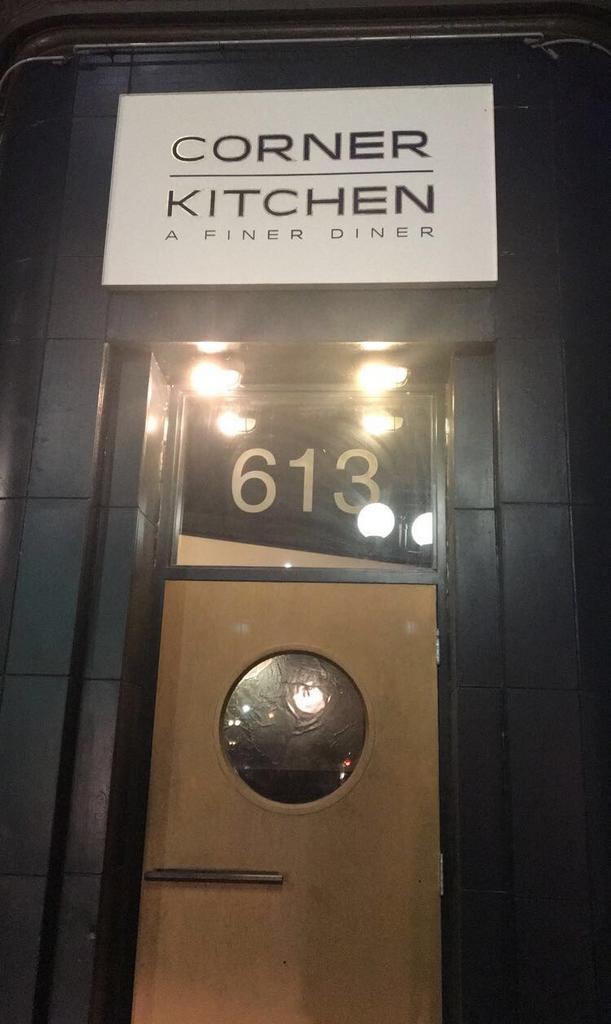 CORNER
KITCHEN
A FINER DINER
613